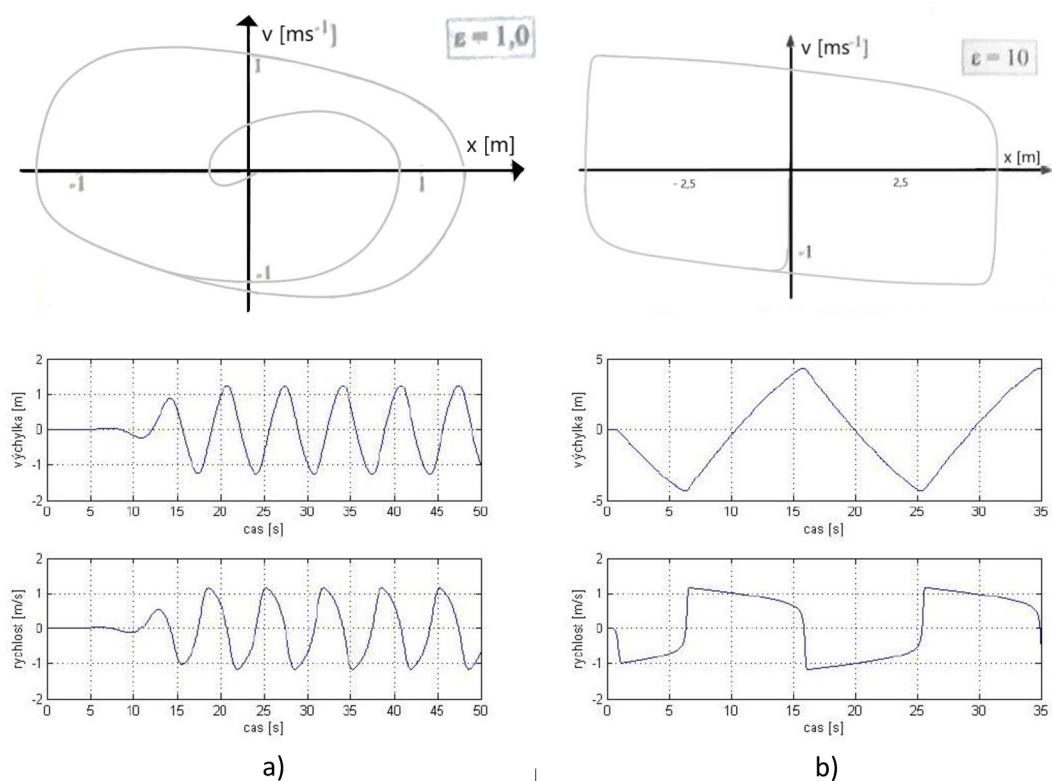 v [ms⁻¹]
ε = 1,0
1
x [m]
-1
1
-1
v [ms⁻¹]
ε = 10
x [m]
- 2,5
2,5
-1
2
1
0
-1
-2
výchylka [m]
0 5 10 15 20 25 30 35 40 45 50
cas [s]
5
0
-5
výchylka [m]
0 5 10 15 20 25 30 35
cas [s]
2
1
0
-1
-2
rychlost [m/s]
0 5 10 15 20 25 30 35 40 45 50
cas [s]
2
1
0
-1
-2
rychlost [m/s]
0 5 10 15 20 25 30 35
cas [s]
a)
b)